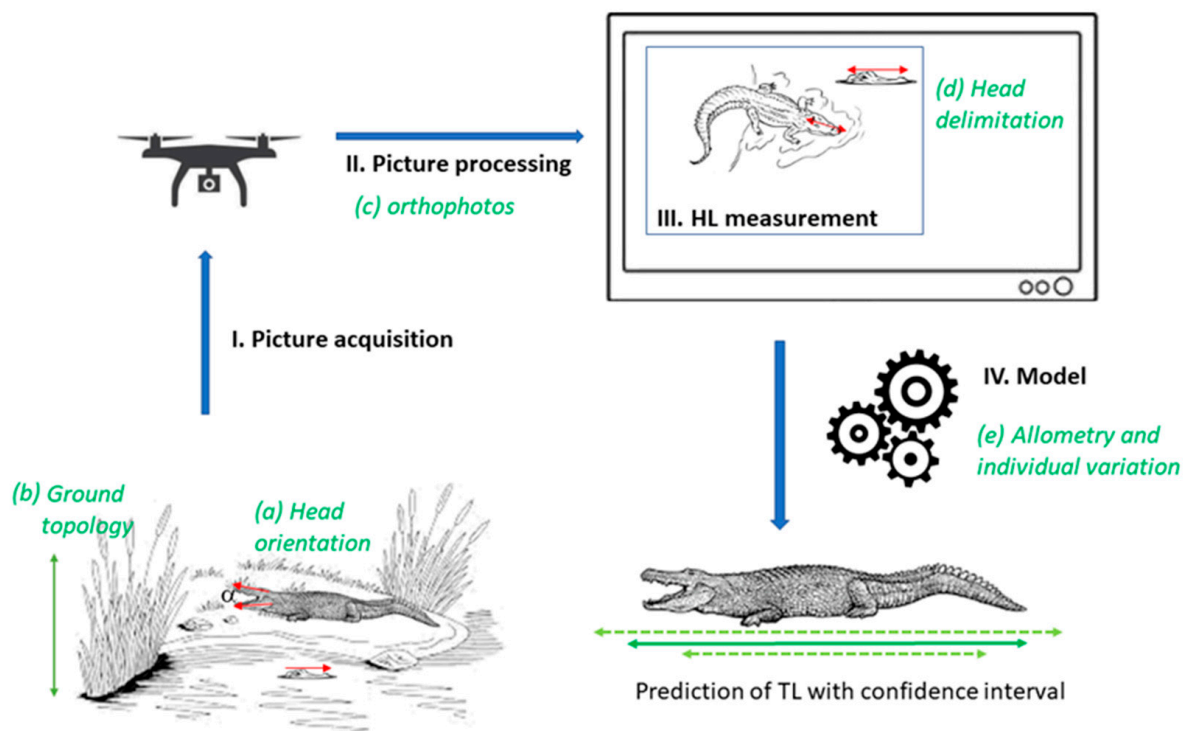 II. Picture processing
(c) orthophotos
(d) Head
delimitation)
III. HL measurement
I. Picture acquisition
IV. Model
(e) Allometry and
individual variation)
(b) Ground
topology)
(a) Head
orientation)
α
Prediction of TL with confidence interval